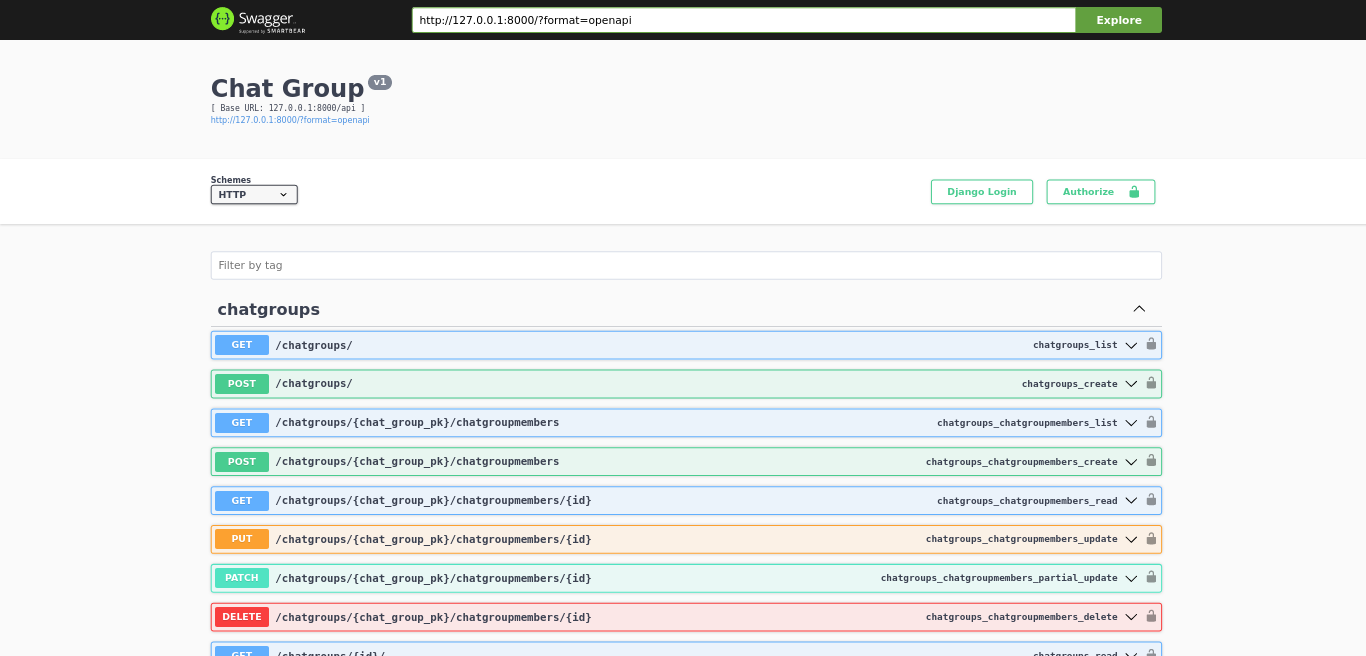 Swagger
Supported by SMARTBEAR
http://127.0.0.1:8000/?format=openapi
Explore
Chat Group v1
[ Base URL: 127.0.0.1:8000/api ]
http://127.0.0.1:8000/?format=openapi
Schemes
HTTP
Django Login
Authorize
Filter by tag
chatgroups
GET /chatgroups/ chatgroups_list
POST /chatgroups/ chatgroups_create
GET /chatgroups/{chat_group_pk}/chatgroupmembers chatgroups_chatgroupmembers_list
POST /chatgroups/{chat_group_pk}/chatgroupmembers chatgroups_chatgroupmembers_create
GET /chatgroups/{chat_group_pk}/chatgroupmembers/{id} chatgroups_chatgroupmembers_read
PUT /chatgroups/{chat_group_pk}/chatgroupmembers/{id} chatgroups_chatgroupmembers_update
PATCH /chatgroups/{chat_group_pk}/chatgroupmembers/{id} chatgroups_chatgroupmembers_partial_update
DELETE /chatgroups/{chat_group_pk}/chatgroupmembers/{id} chatgroups_chatgroupmembers_delete
GET /chatgroups/{id}/ chatgroups_read